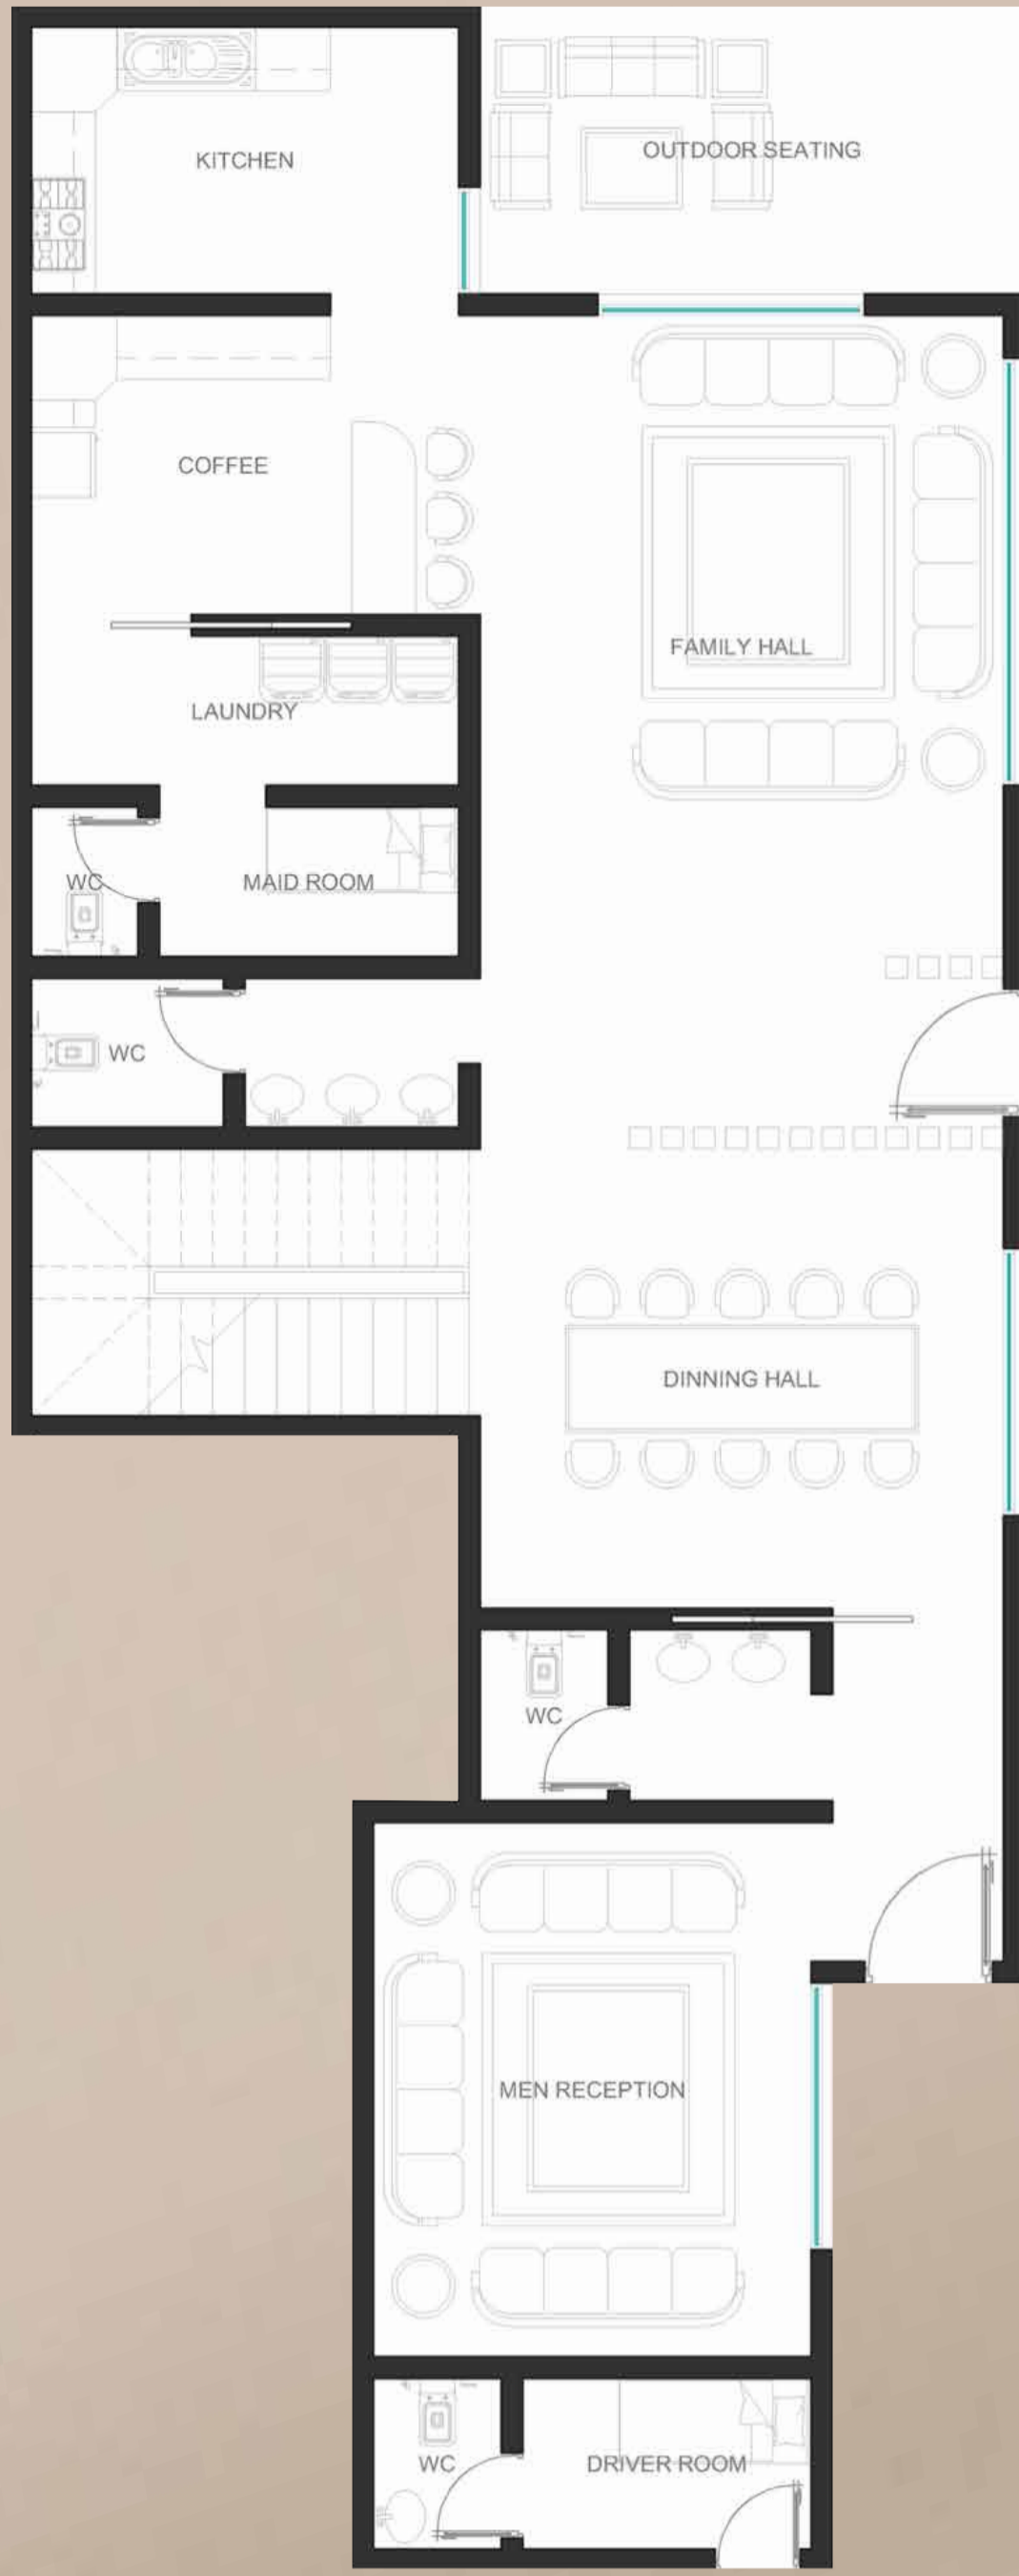 KITCHEN
OUTDOOR SEATING
COFFEE
FAMILY HALL
LAUNDRY
WC
MAID ROOM
WC
DINNING HALL
WC
MEN RECEPTION
WC
DRIVER ROOM